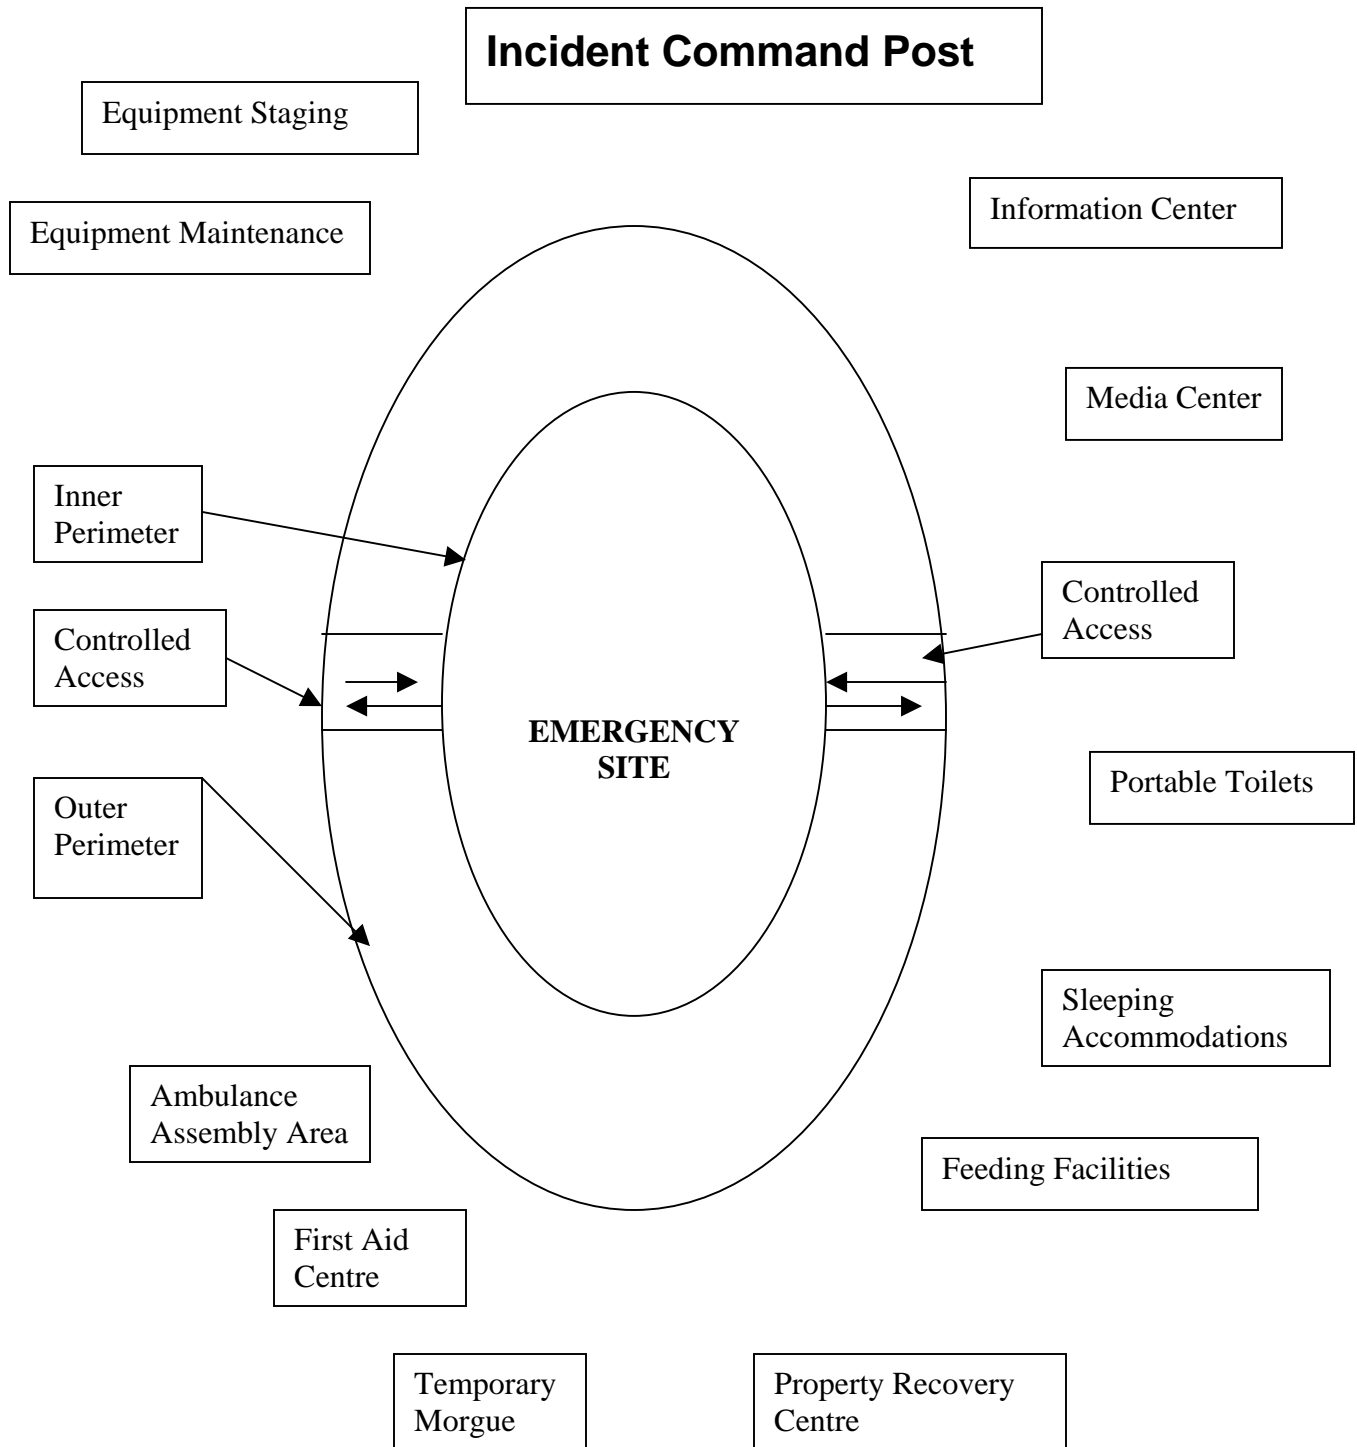 Incident Command Post
Equipment Staging
Information Center
Equipment Maintenance
Media Center
Inner
Perimeter
Controlled
Access
Controlled
Access
EMERGENCY
SITE
Portable Toilets
Outer
Perimeter
Sleeping
Accommodations
Ambulance
Assembly Area
Feeding Facilities
First Aid
Centre
Temporary
Morgue
Property Recovery
Centre